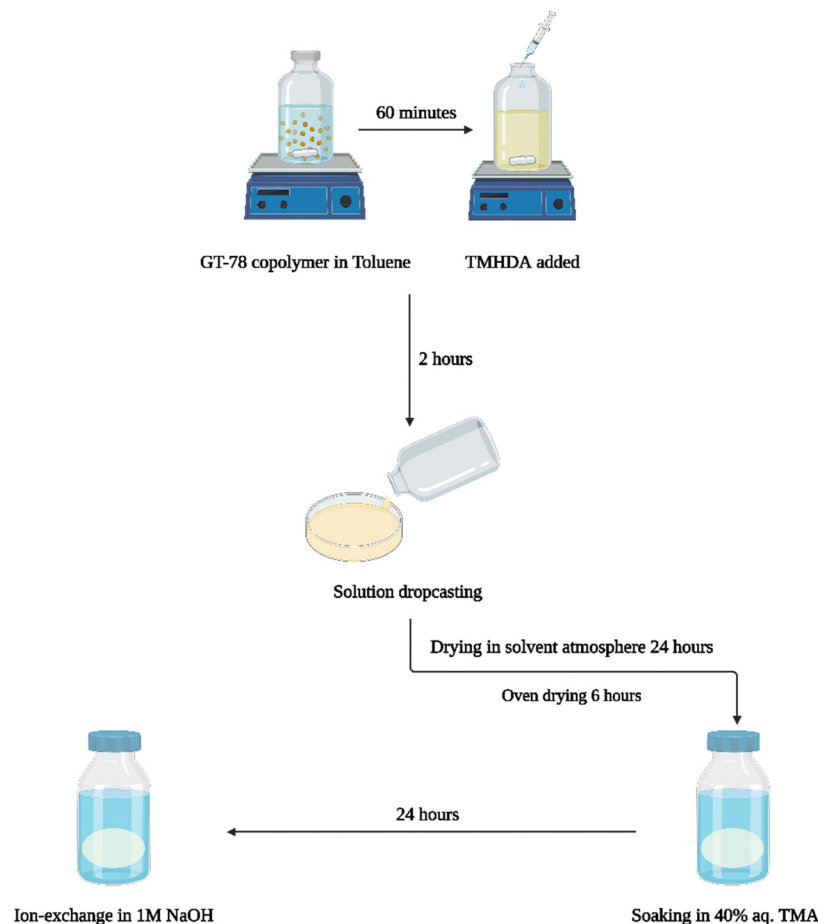 60 minutes
GT-78 copolymer in Toluene
TMHDA added
2 hours
Solution dropcasting
Drying in solvent atmosphere 24 hours
Oven drying 6 hours
24 hours
Ion-exchange in 1M NaOH
Soaking in 40% aq. TMA